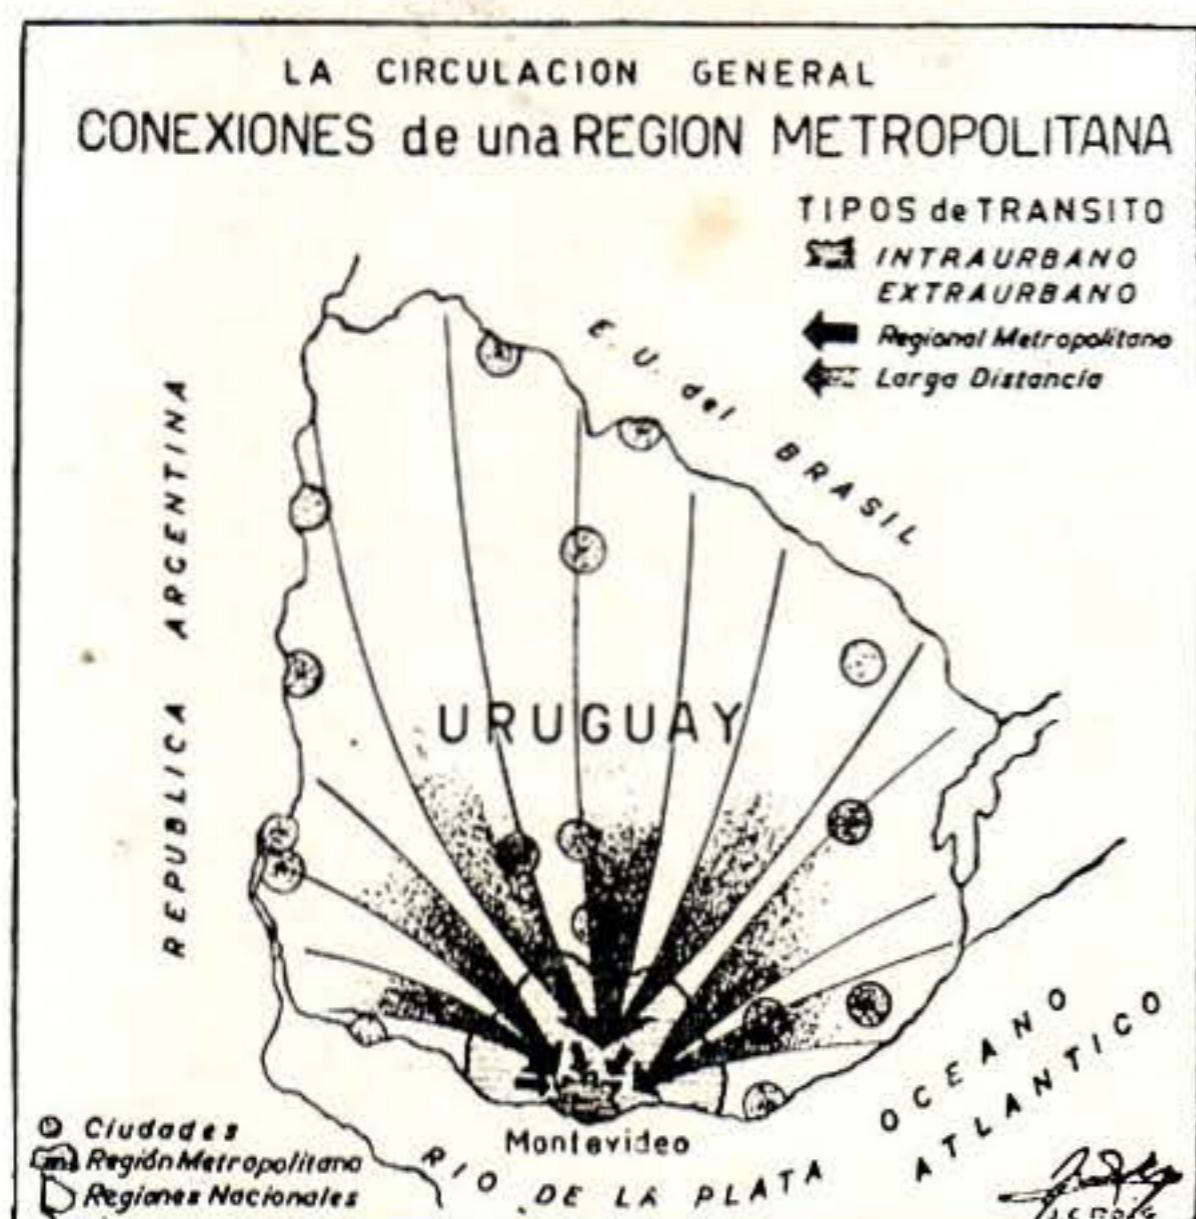 LA CIRCULACION GENERAL
CONEXIONES de una REGION METROPOLITANA
TIPOS de TRANSITO
INTRAURBANO
EXTRAURBANO
Regional Metropolitano
Larga Distancia
E. U. del BRASIL
REPUBLICA ARGENTINA
URUGUAY
OCEANO
ATLANTICO
Montevideo
RIO DE LA PLATA
Ciudades
Región Metropolitana
Regiones Nacionales